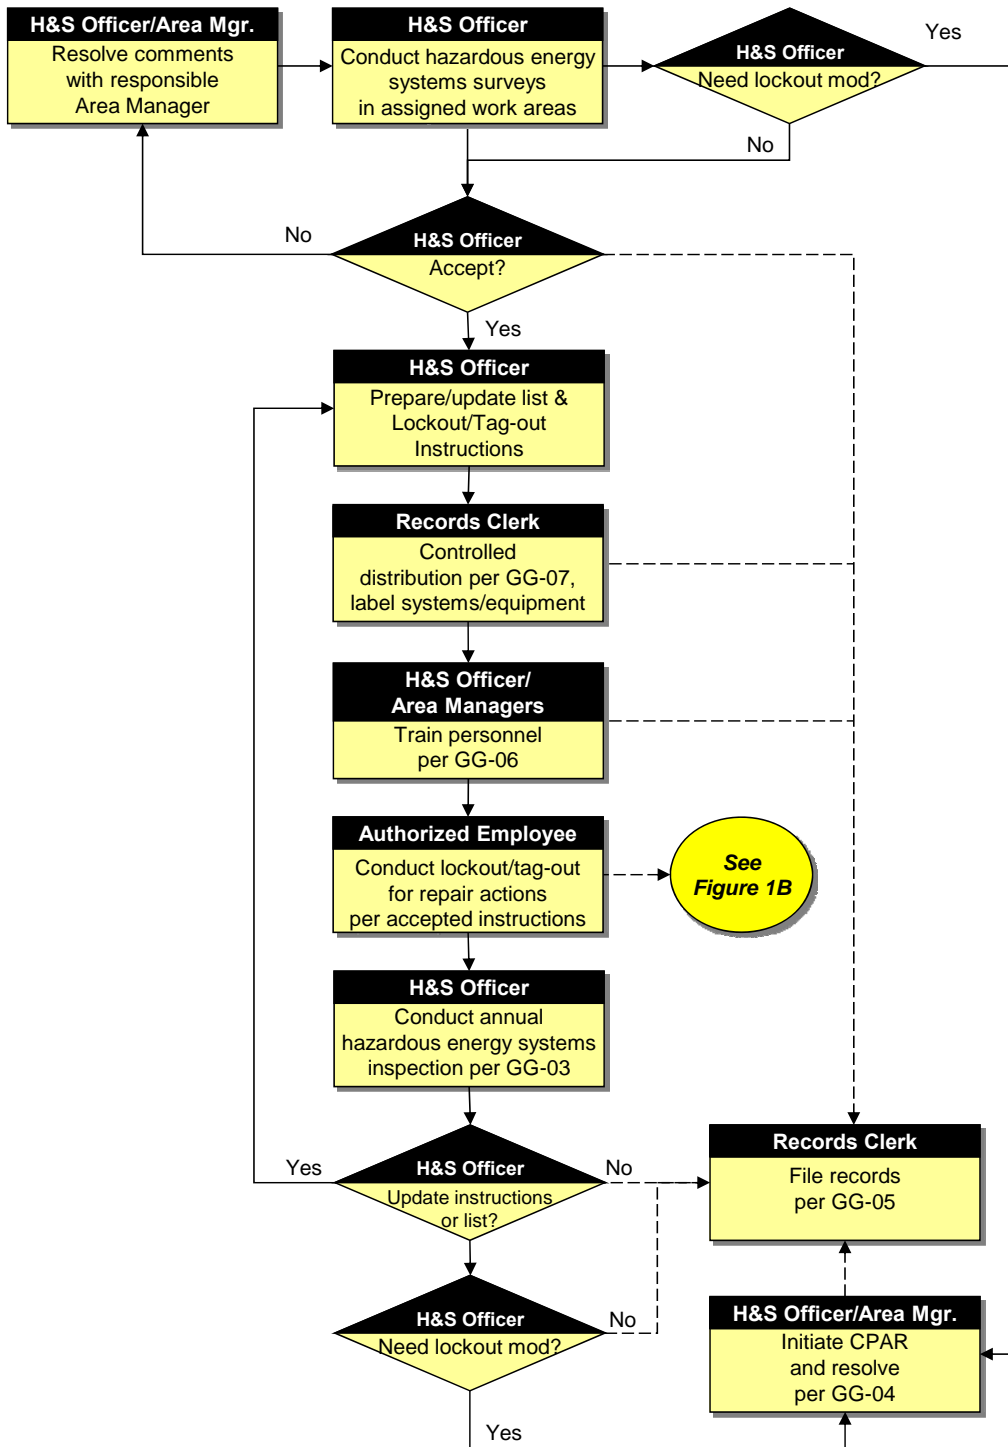 H&S Officer/Area Mgr.
Resolve comments
with responsible
Area Manager
H&S Officer
Conduct hazardous energy
systems surveys
in assigned work areas
H&S Officer
Need lockout mod?
Yes
No
H&S Officer
Accept?
No
Yes
H&S Officer
Prepare/update list &
Lockout/Tag-out
Instructions
Records Clerk
Controlled
distribution per GG-07,
label systems/equipment
H&S Officer/
Area Managers
Train personnel
per GG-06
Authorized Employee
Conduct lockout/tag-out
for repair actions
per accepted instructions
See
Figure 1B
H&S Officer
Conduct annual
hazardous energy systems
inspection per GG-03
H&S Officer
Update instructions
or list?
Yes
No
Records Clerk
File records
per GG-05
H&S Officer
Need lockout mod?
No
Yes
H&S Officer/Area Mgr.
Initiate CPAR
and resolve
per GG-04